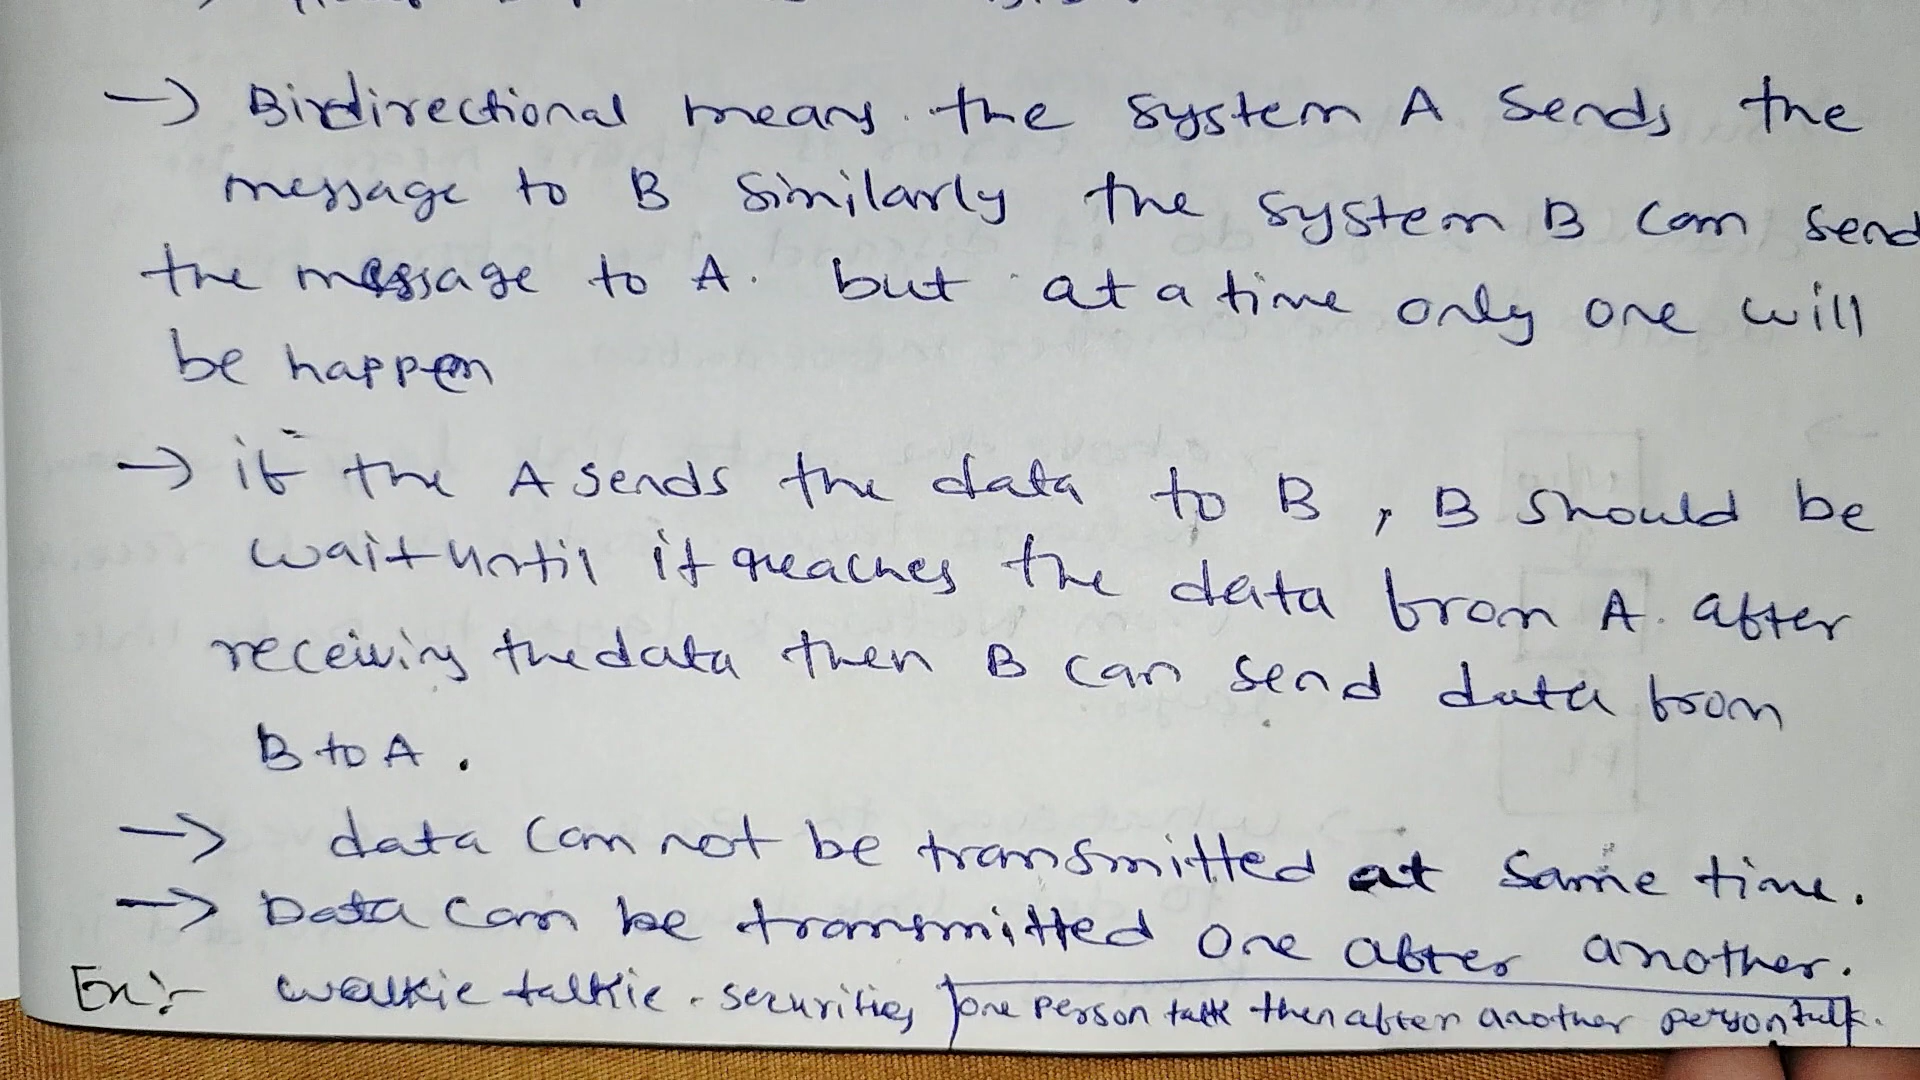 → Birdirectional means the system A sends the
message to B similarly the system B can send
the message to A. but at a time only one will
be happen
→ if the A sends the data to B, B should be
wait until it reaches the data from A. after
receiving the data then B can send data from
B to A.
→ data can not be transmitted at same time.
→ Data can be transmitted one after another.
Ex:- walkie talkie. securities one person talk then after another person talk.